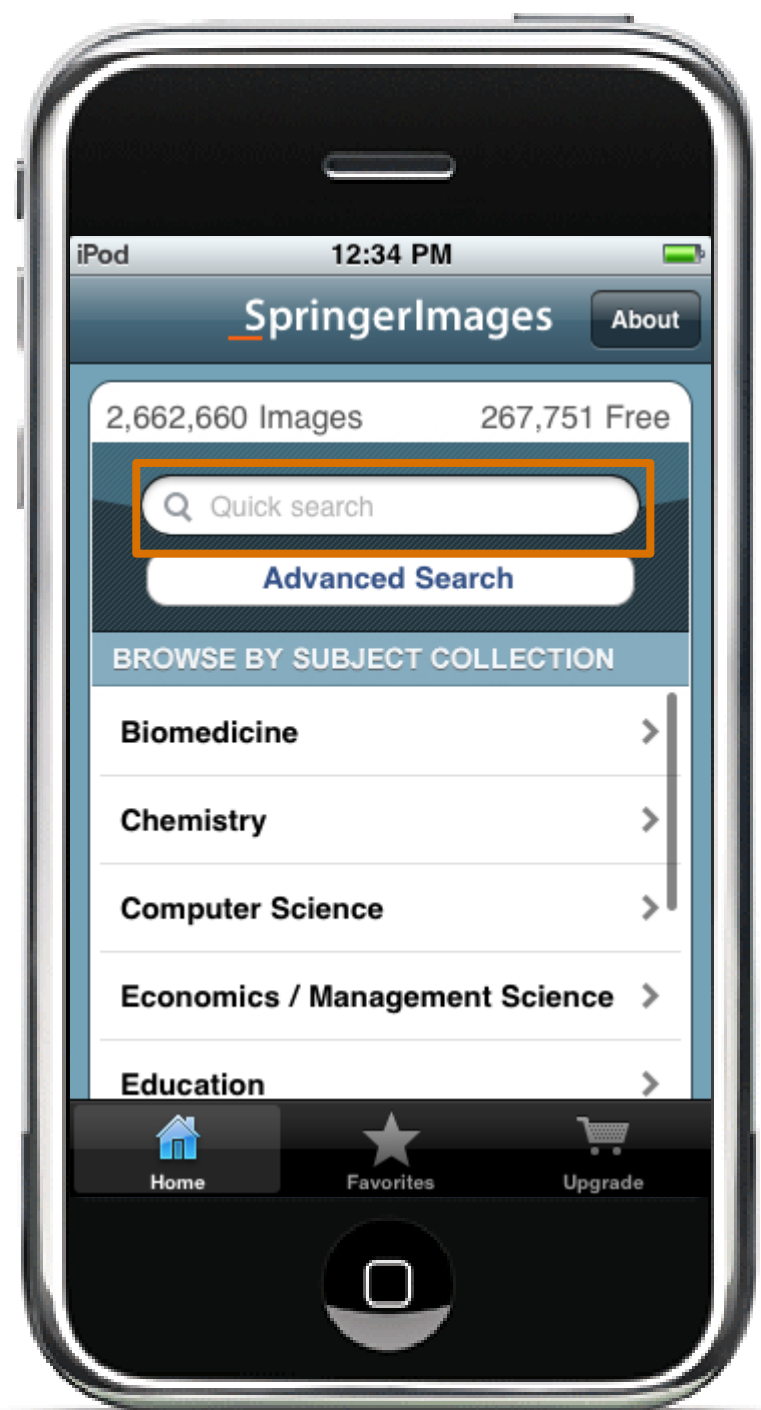 iPod 12:34 PM
SpringerImages About
2,662,660 Images 267,751 Free
Quick search
Advanced Search
BROWSE BY SUBJECT COLLECTION
Biomedicine
Chemistry
Computer Science
Economics / Management Science
Education
Home Favorites Upgrade